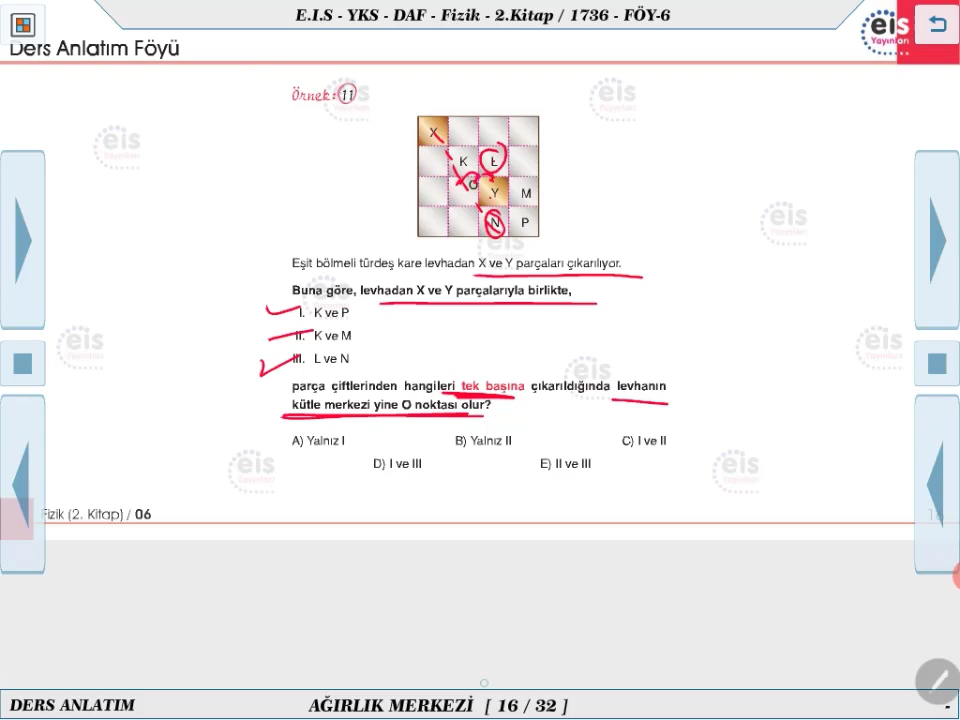 E.I.S - YKS - DAF - Fizik - 2.Kitap / 1736 - FÖY-6
eis
Yayınları
Ders Anlatım Föyü
Örnek: 11
X
K L
O Y M
N P
Eşit bölmeli türdeş kare levhadan X ve Y parçaları çıkarılıyor.
Buna göre, levhadan X ve Y parçalarıyla birlikte,
I. K ve P
II. K ve M
III. L ve N
parça çiftlerinden hangileri tek başına çıkarıldığında levhanın
kütle merkezi yine O noktası olur?
A) Yalnız I B) Yalnız II C) I ve II
D) I ve III E) II ve III
Fizik (2. Kitap) / 06
DERS ANLATIM AĞIRLIK MERKEZİ [ 16 / 32 ]